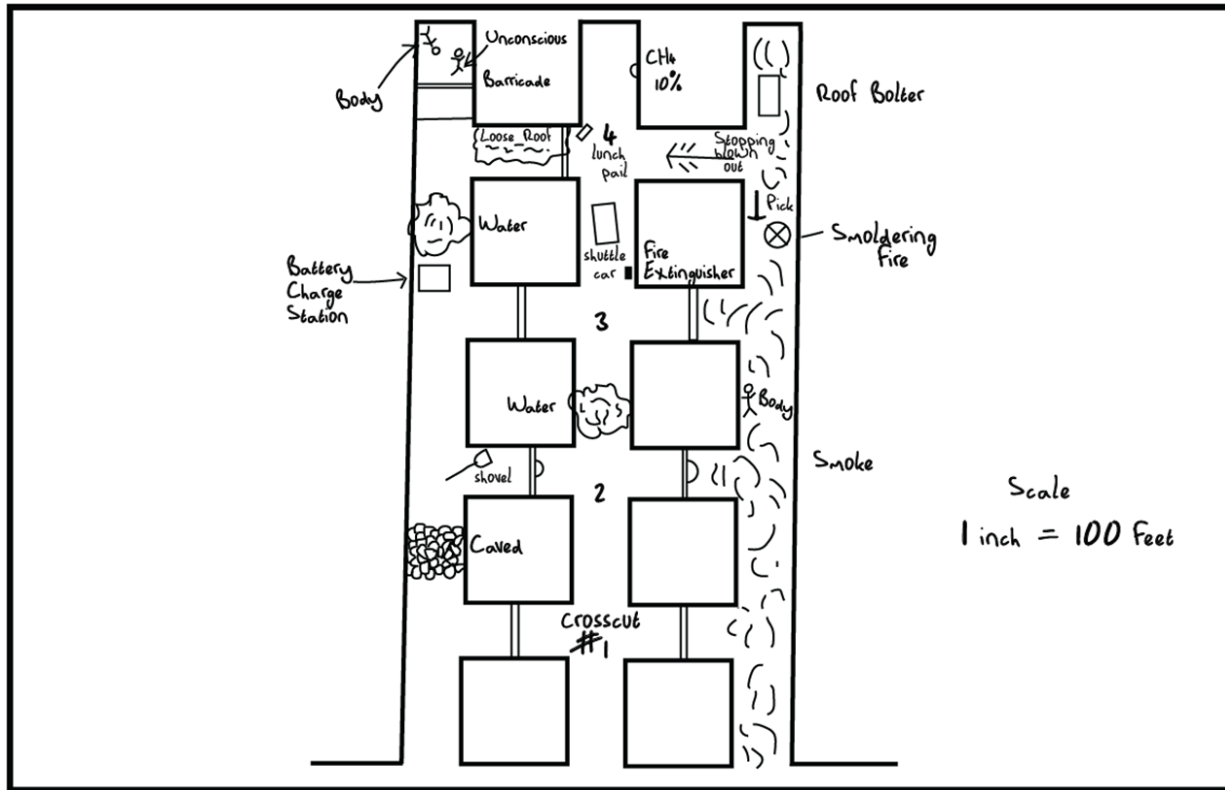 Unconscious
Body
Barricade
CH4
10%
Roof Bolter
Loose Roof
4
lunch
pail
Stopping
blown
out
Pick
Water
Smoldering
Fire
shuttle
car
Fire
Extinguisher
Battery
Charge
Station
3
Water
L S
Body
Smoke
shovel
2
Scale
1 inch = 100 Feet
Caved
Crosscut
#1